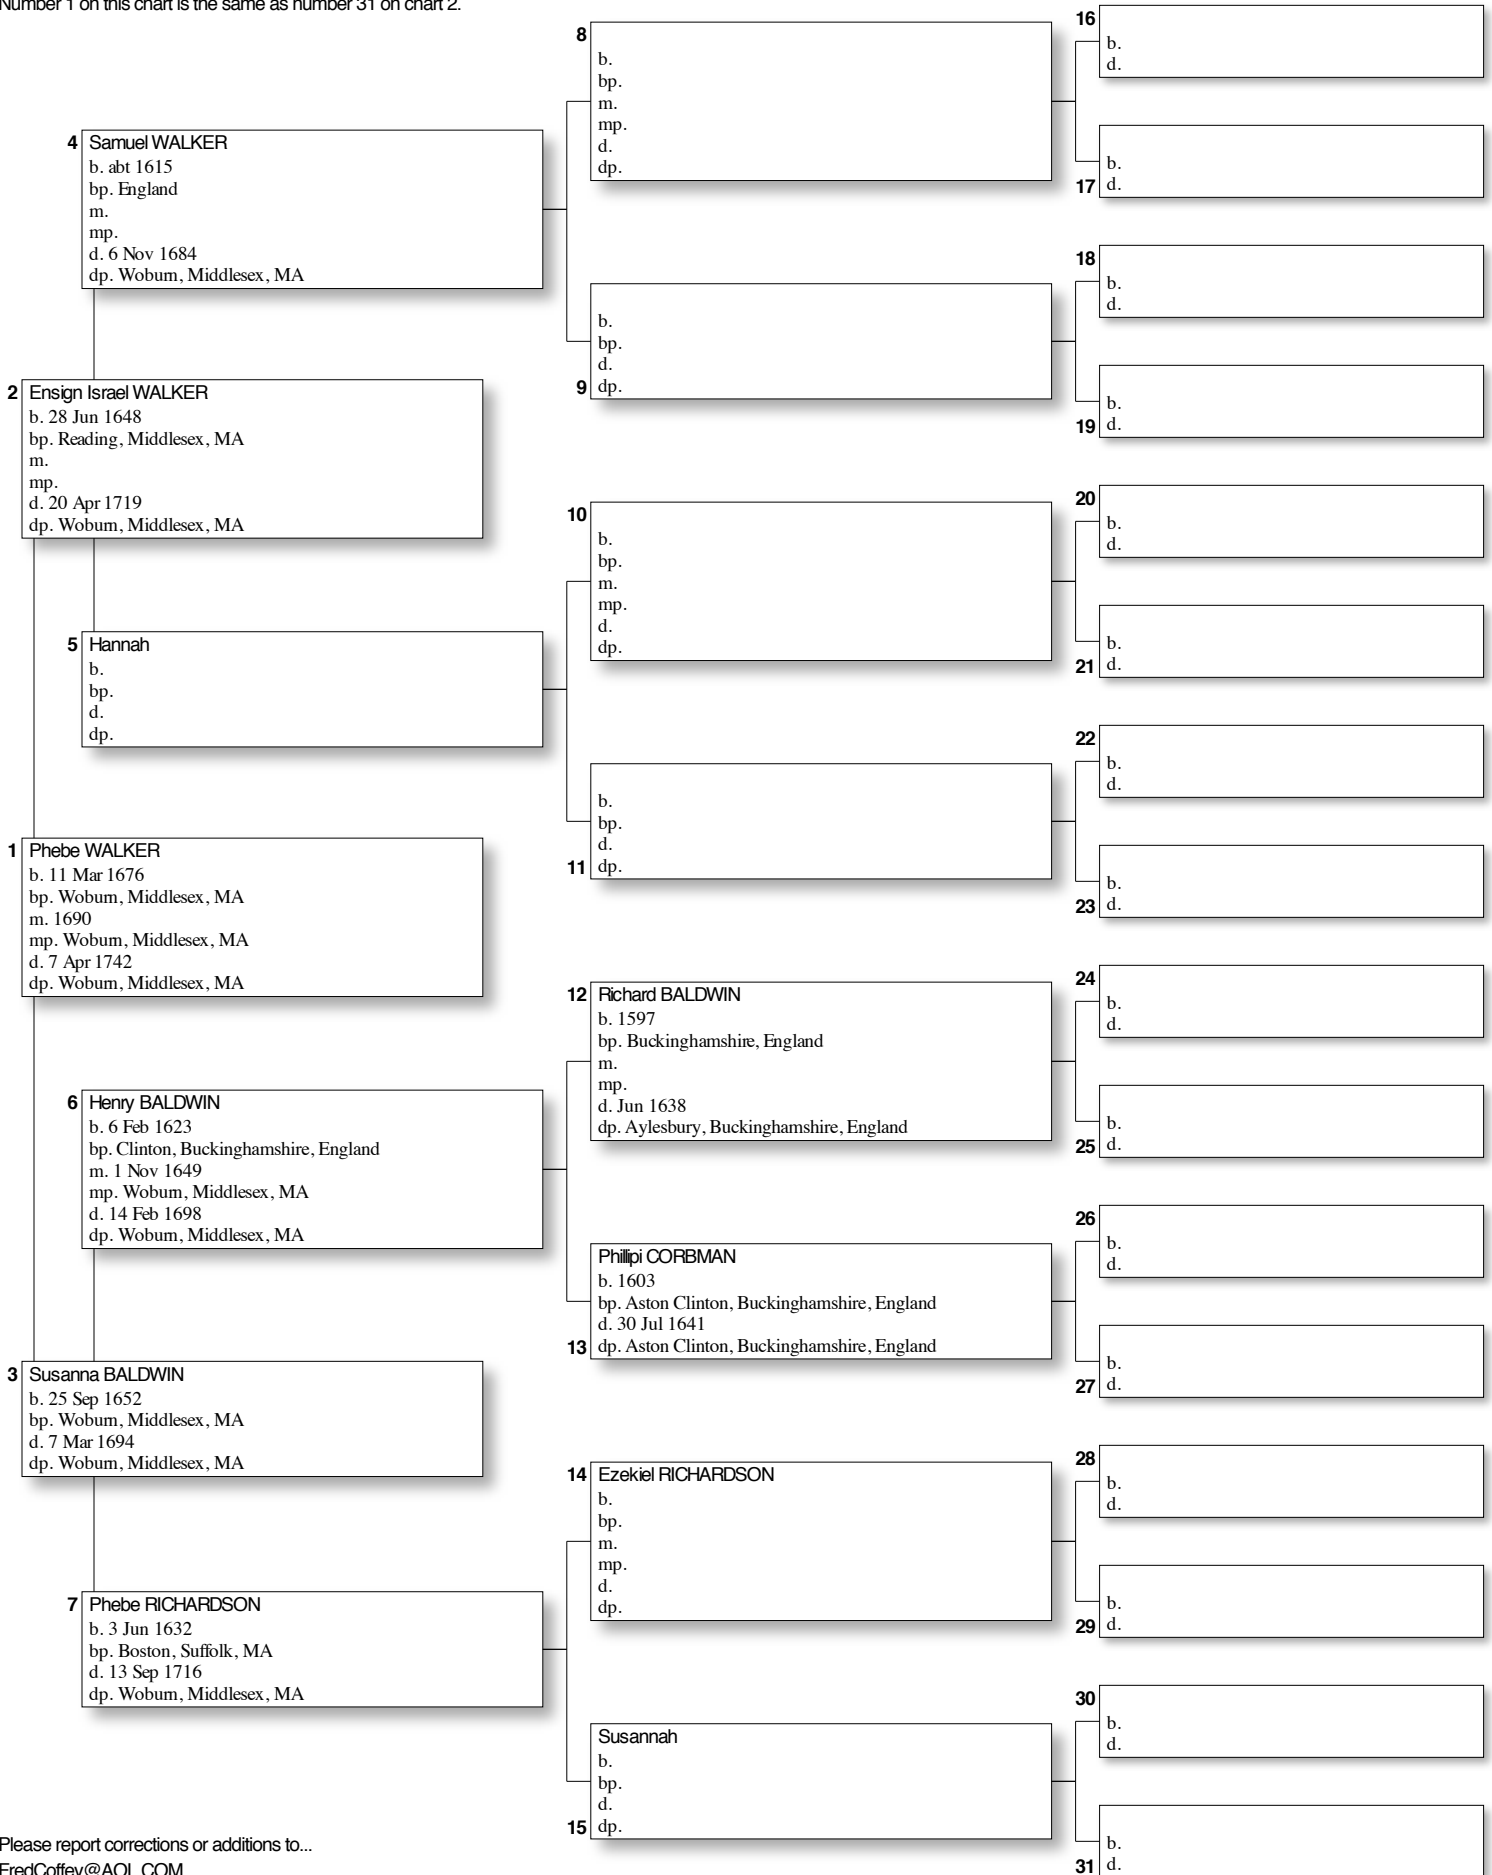 Number 1 on this chart is the same as number 31 on chart 2.
4 Samuel WALKER
b. abt 1615
bp. England
m.
mp.
d. 6 Nov 1684
dp. Woburn, Middlesex, MA
2 Ensign Israel WALKER
b. 28 Jun 1648
bp. Reading, Middlesex, MA
m.
mp.
d. 20 Apr 1719
dp. Woburn, Middlesex, MA
5 Hannah
b.
bp.
d.
dp.
1 Phebe WALKER
b. 11 Mar 1676
bp. Woburn, Middlesex, MA
m. 1690
mp. Woburn, Middlesex, MA
d. 7 Apr 1742
dp. Woburn, Middlesex, MA
6 Henry BALDWIN
b. 6 Feb 1623
bp. Clinton, Buckinghamshire, England
m. 1 Nov 1649
mp. Woburn, Middlesex, MA
d. 14 Feb 1698
dp. Woburn, Middlesex, MA
3 Susanna BALDWIN
b. 25 Sep 1652
bp. Woburn, Middlesex, MA
d. 7 Mar 1694
dp. Woburn, Middlesex, MA
7 Phebe RICHARDSON
b. 3 Jun 1632
bp. Boston, Suffolk, MA
d. 13 Sep 1716
dp. Woburn, Middlesex, MA
8
b.
bp.
m.
mp.
d.
dp.
b.
bp.
d.
9 dp.
10
b.
bp.
m.
mp.
d.
dp.
b.
bp.
d.
11 dp.
12 Richard BALDWIN
b. 1597
bp. Buckinghamshire, England
m.
mp.
d. Jun 1638
dp. Aylesbury, Buckinghamshire, England
Phillipi CORBMAN
b. 1603
bp. Aston Clinton, Buckinghamshire, England
d. 30 Jul 1641
13 dp. Aston Clinton, Buckinghamshire, England
14 Ezekiel RICHARDSON
b.
bp.
m.
mp.
d.
dp.
Susannah
b.
bp.
d.
15 dp.
16
b.
d.
b.
17 d.
18
b.
d.
b.
19 d.
20
b.
d.
b.
21 d.
22
b.
d.
b.
23 d.
24
b.
d.
b.
25 d.
26
b.
d.
b.
27 d.
28
b.
d.
b.
29 d.
30
b.
d.
b.
31 d.
Please report corrections or additions to...
FredCoffey@AOL.COM